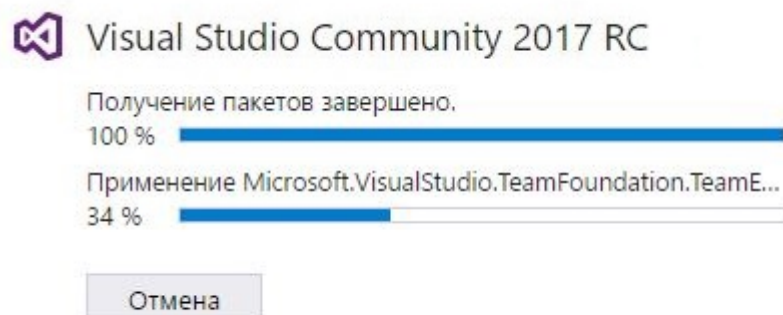 Visual Studio Community 2017 RC
Получение пакетов завершено.
100 %
Применение Microsoft.VisualStudio.TeamFoundation.TeamE...
34 %
Отмена